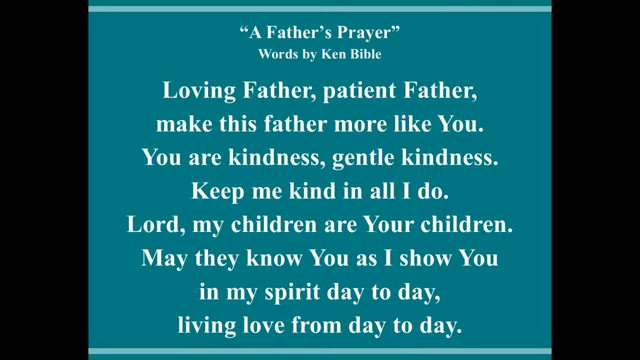 “A Father’s Prayer”
Words by Ken Bible
Loving Father, patient Father,
make this father more like You.
You are kindness, gentle kindness.
Keep me kind in all I do.
Lord, my children are Your children.
May they know You as I show You
in my spirit day to day,
living love from day to day.